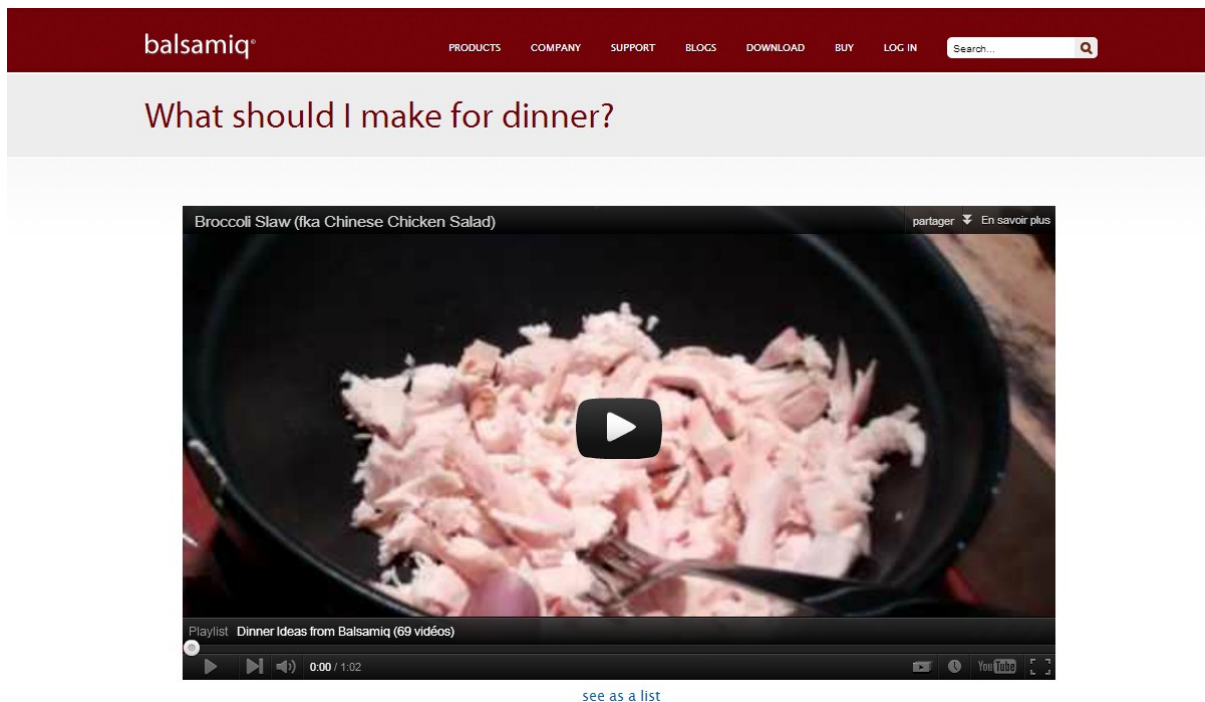 balsamiq®
PRODUCTS COMPANY SUPPORT BLOGS DOWNLOAD BUY LOG IN Search...
What should I make for dinner?
Broccoli Slaw (fka Chinese Chicken Salad) partager En savoir plus
Playlist Dinner Ideas from Balsamiq (69 vidéos)
0:00 / 1:02 YouTube
see as a list